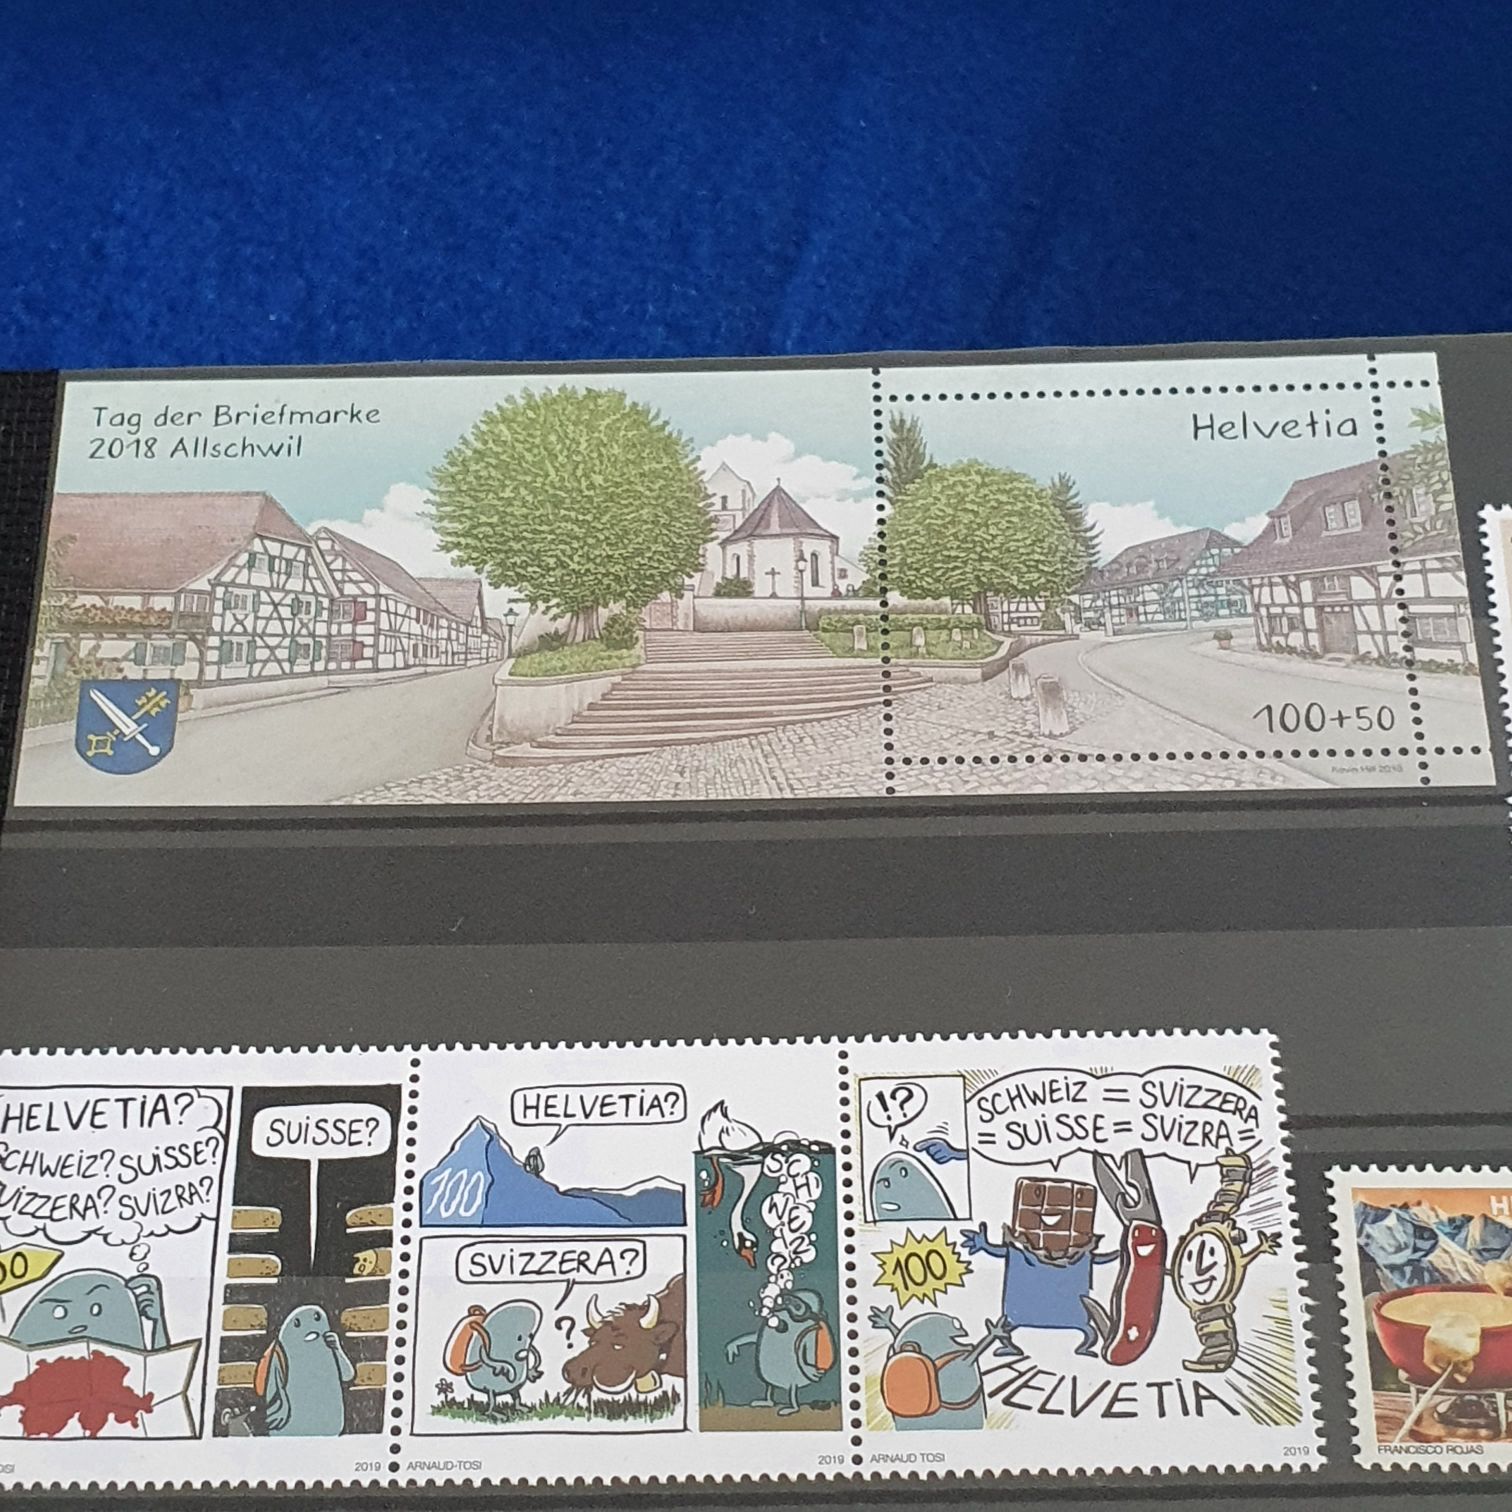 Tag der Briefmarke
2018 Allschwil
Helvetia
100+50
HELVETIA?
SCHWEIZ? SUISSE?
SVIZZERA? SVIZRA?
SUISSE?
2019
HELVETIA?
100
SVIZZERA?
?
SCHWEIZ?
ARNAUD-TOSI
2019
!?
SCHWEIZ = SVIZZERA
= SUISSE = SVIZRA =
100
HELVETIA
ARNAUD TOSI
2019
H
FRANCISCO ROJAS